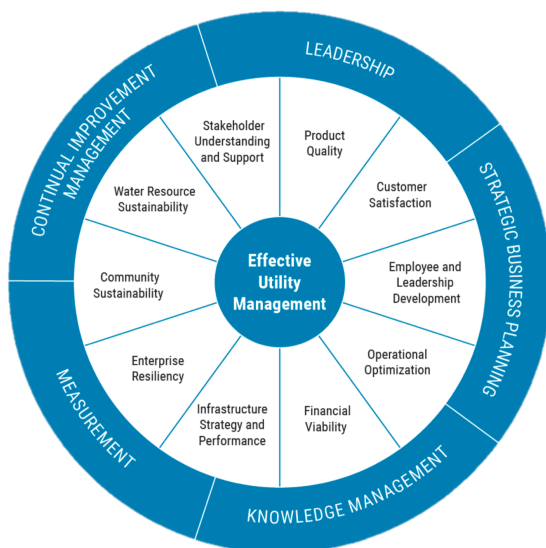 LEADERSHIP
STRATEGIC BUSINESS PLANNING
KNOWLEDGE MANAGEMENT
MEASUREMENT
CONTINUAL IMPROVEMENT
MANAGEMENT
Product
Quality
Customer
Satisfaction
Employee and
Leadership
Development
Operational
Optimization
Financial
Viability
Infrastructure
Strategy and
Performance
Enterprise
Resiliency
Community
Sustainability
Water Resource
Sustainability
Stakeholder
Understanding
and Support
Effective
Utility
Management